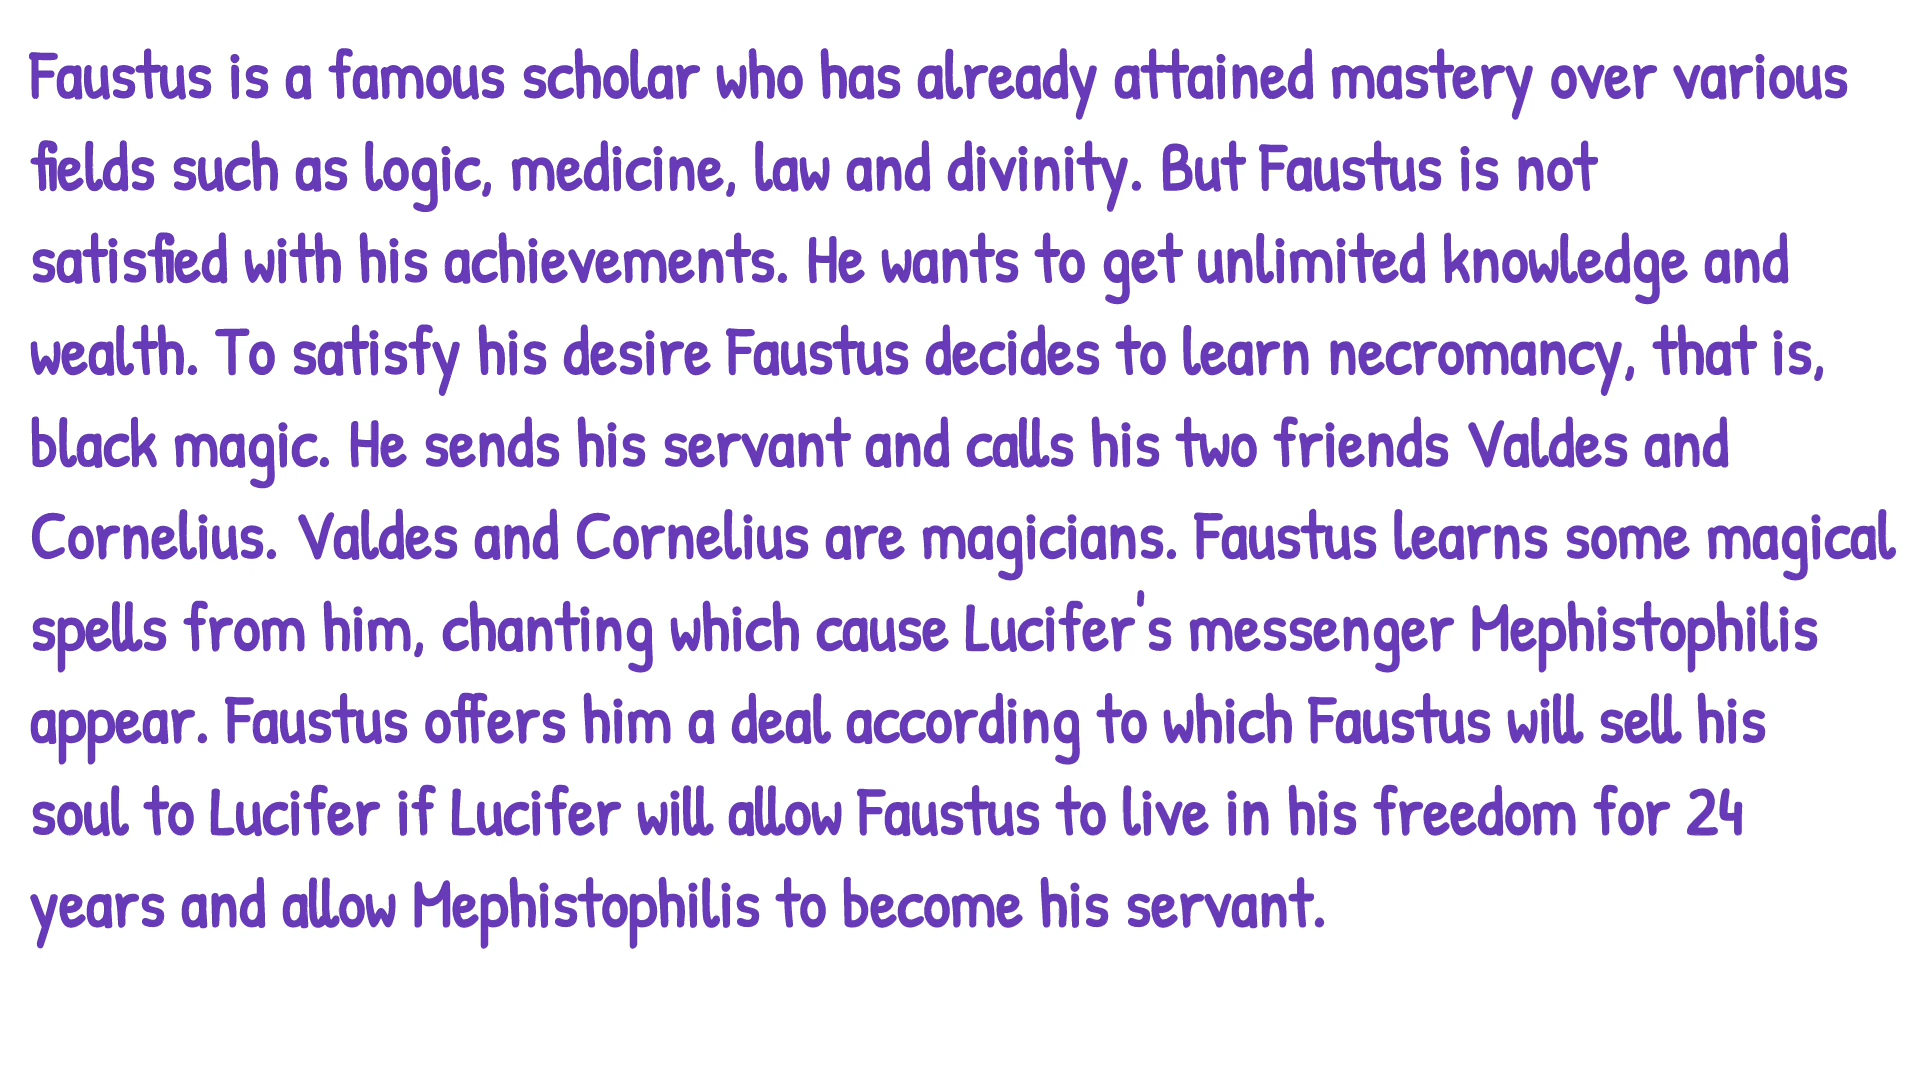 Faustus is a famous scholar who has already attained mastery over various
fields such as logic, medicine, law and divinity. But Faustus is not
satisfied with his achievements. He wants to get unlimited knowledge and
wealth. To satisfy his desire Faustus decides to learn necromancy, that is,
black magic. He sends his servant and calls his two friends Valdes and
Cornelius. Valdes and Cornelius are magicians. Faustus learns some magical
spells from him, chanting which cause Lucifer's messenger Mephistophilis
appear. Faustus offers him a deal according to which Faustus will sell his
soul to Lucifer if Lucifer will allow Faustus to live in his freedom for 24
years and allow Mephistophilis to become his servant.